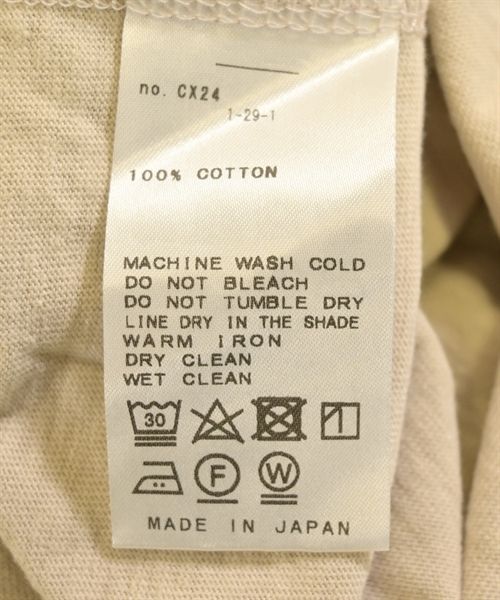 no. CX24
1-29-1
100% COTTON
MACHINE WASH COLD
DO NOT BLEACH
DO NOT TUMBLE DRY
LINE DRY IN THE SHADE
WARM IRON
DRY CLEAN
WET CLEAN
30
F W
MADE IN JAPAN